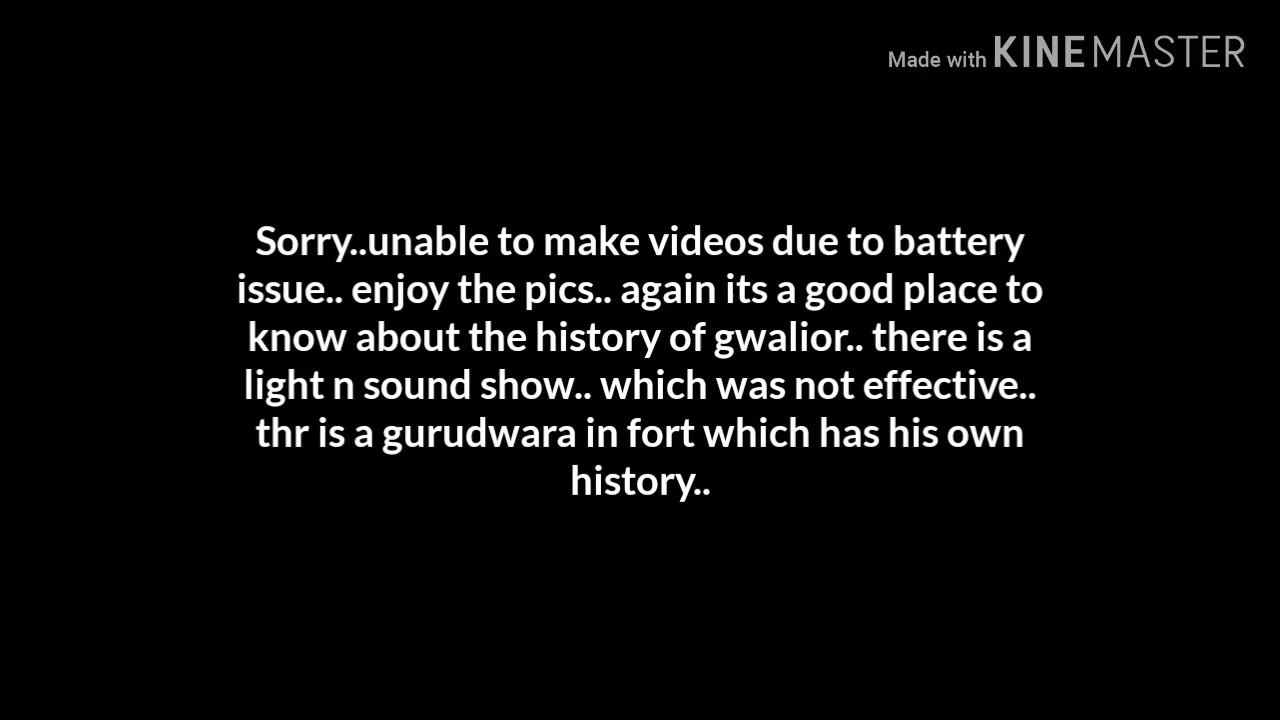 Made with KINEMASTER
Sorry..unable to make videos due to battery
issue.. enjoy the pics.. again its a good place to
know about the history of gwalior.. there is a
light n sound show.. which was not effective..
thr is a gurudwara in fort which has his own
history..